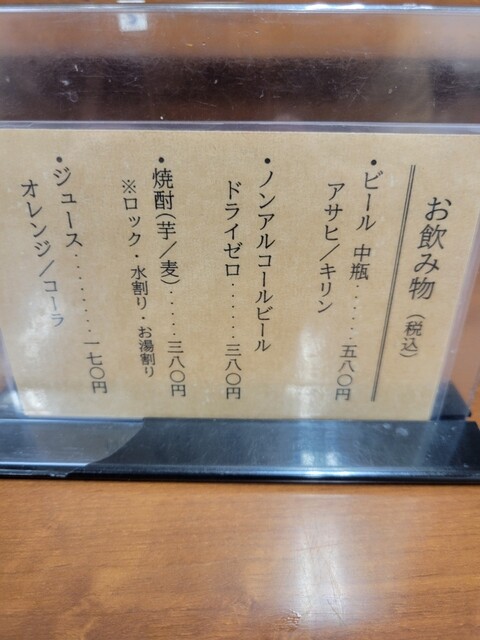 お飲み物（税込）
・ビール 中瓶・・・・・五八〇円
アサヒ／キリン
・ノンアルコールビール
ドライゼロ・・・・・三八〇円
・焼酎（芋／麦）・・・・・三八〇円
※ロック・水割り・お湯割り
・ジュース・・・・・・・一七〇円
オレンジ／コーラ